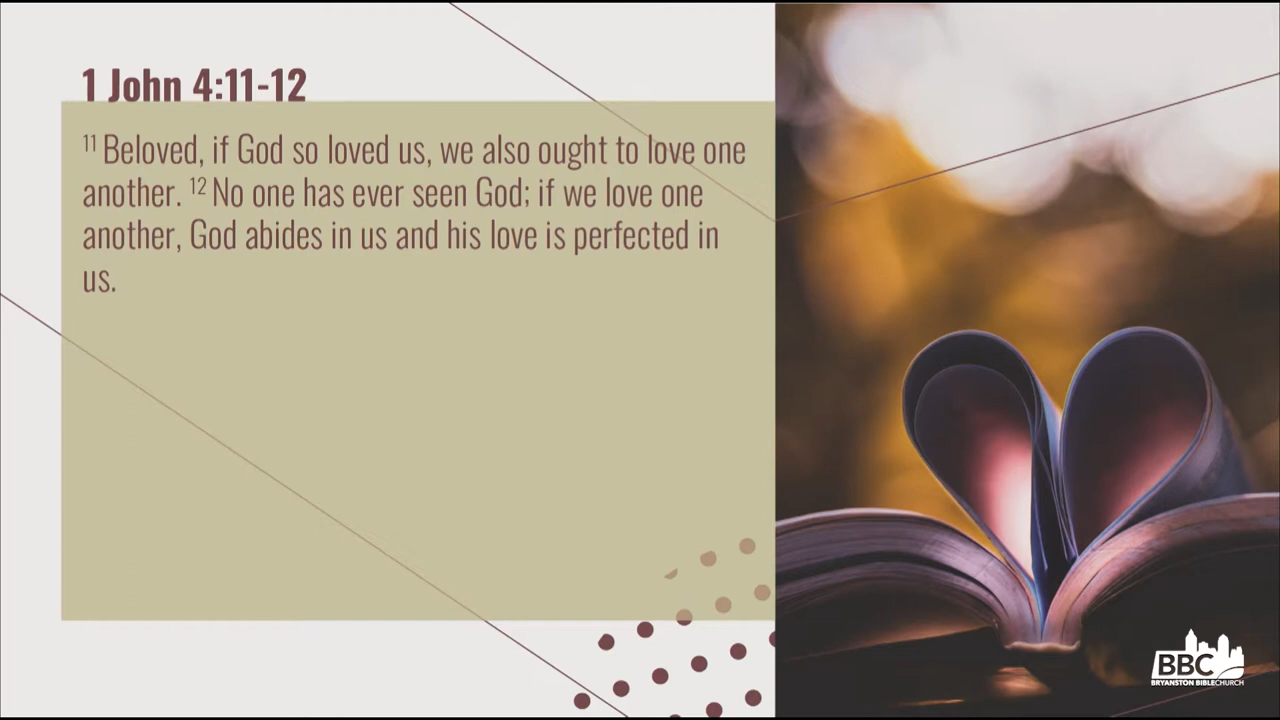 1 John 4:11-12
¹¹ Beloved, if God so loved us, we also ought to love one
another. ¹² No one has ever seen God; if we love one
another, God abides in us and his love is perfected in
us.
BBC
BRYANSTON BIBLECHURCH